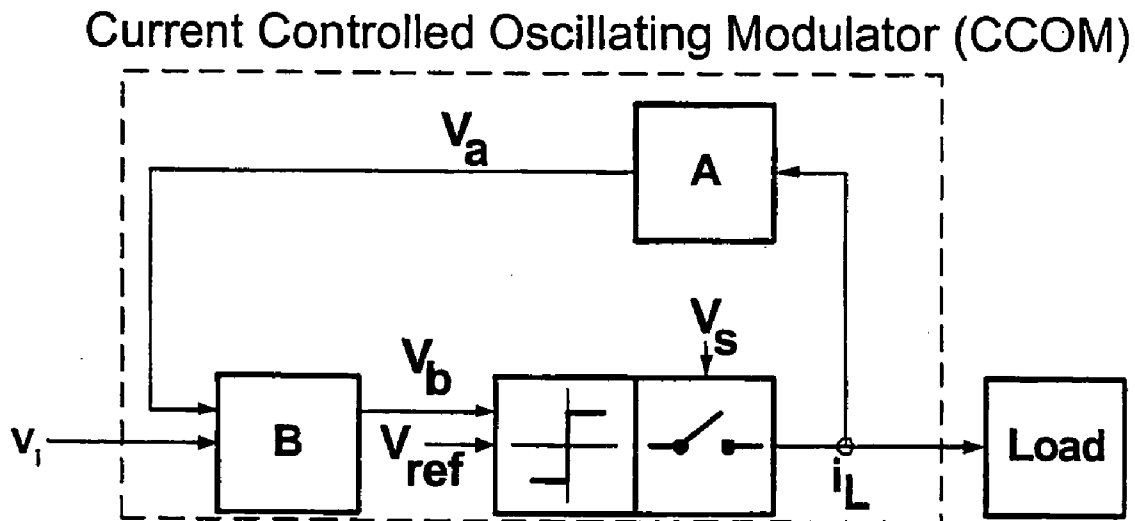 Current Controlled Oscillating Modulator (CCOM)
Va
A
Vs
Vb
Vref
B
Vi
iL
Load